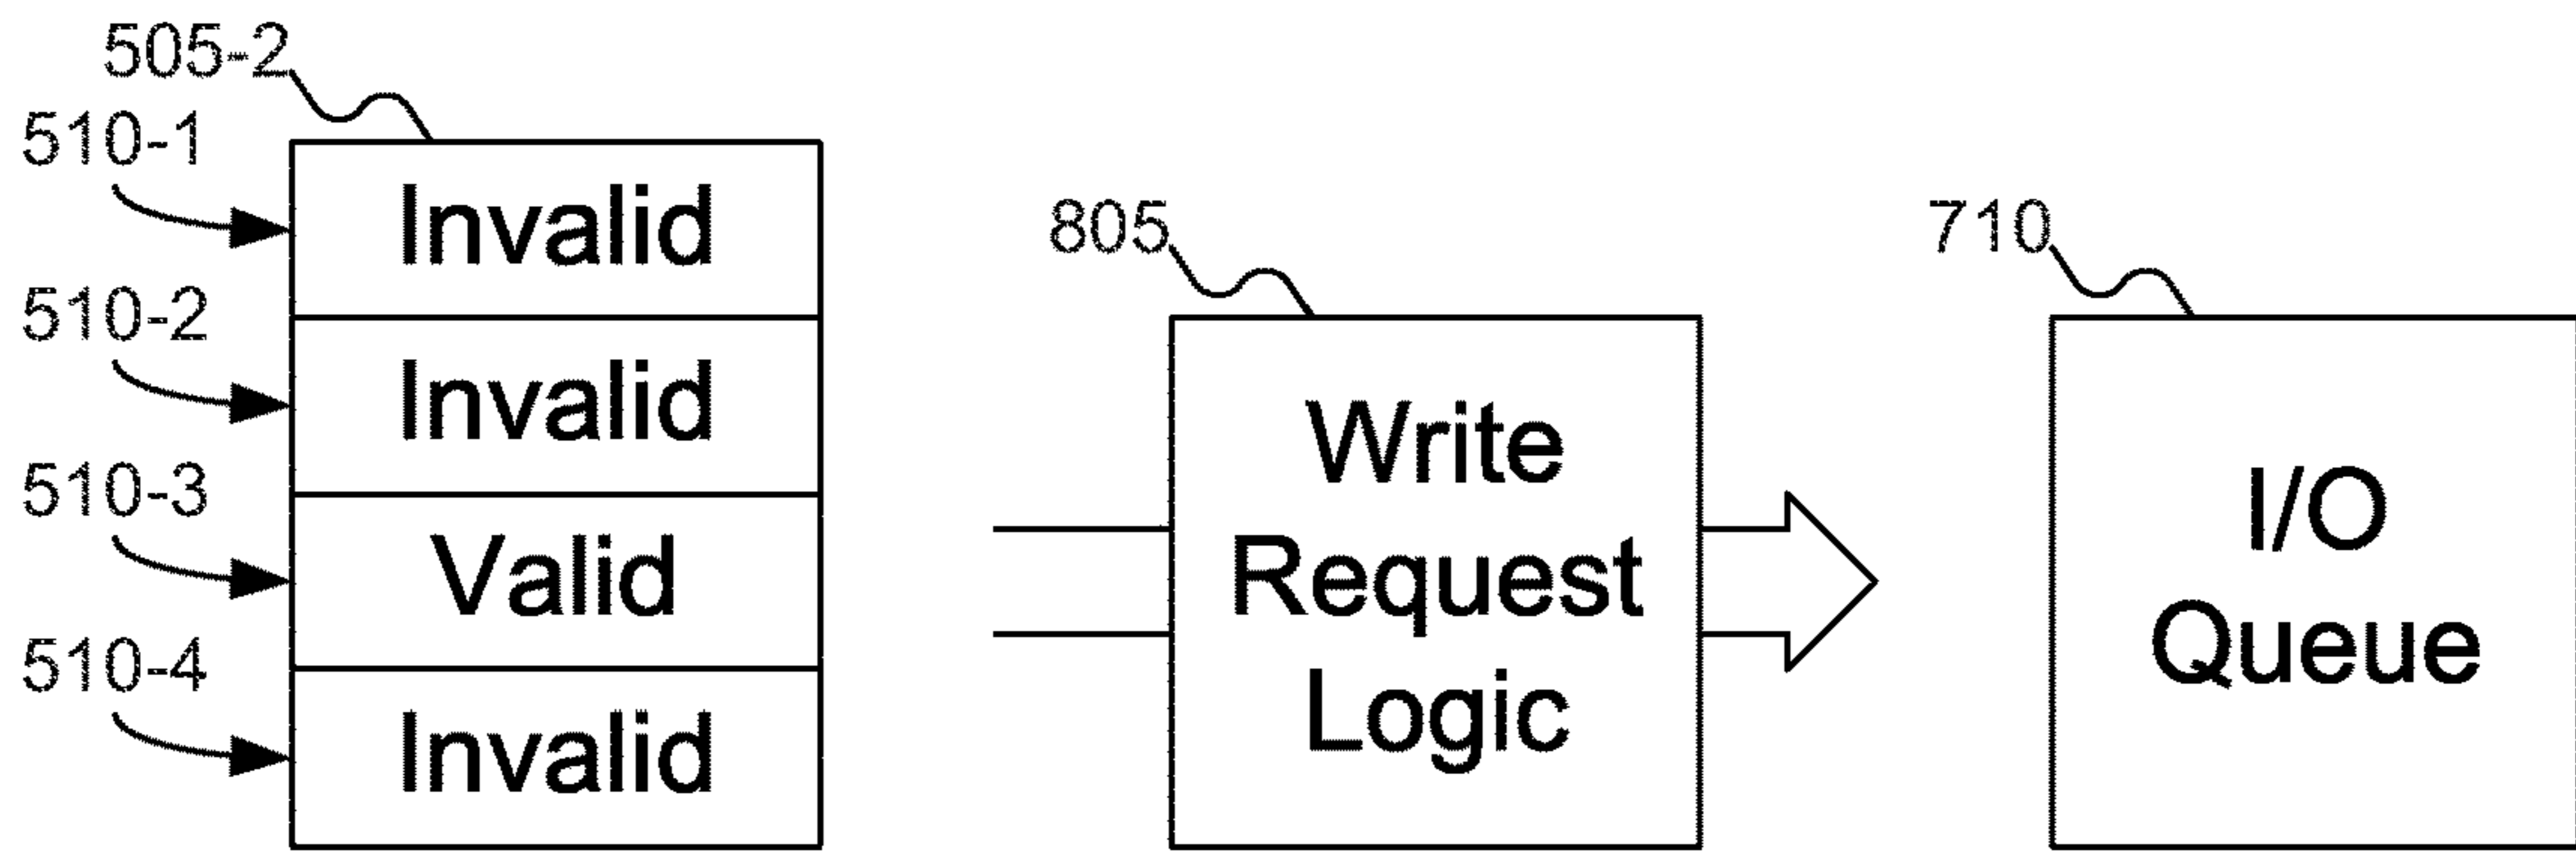 505-2
510-1
Invalid
510-2
Invalid
510-3
Valid
510-4
Invalid
805
Write
Request
Logic
710
I/O
Queue